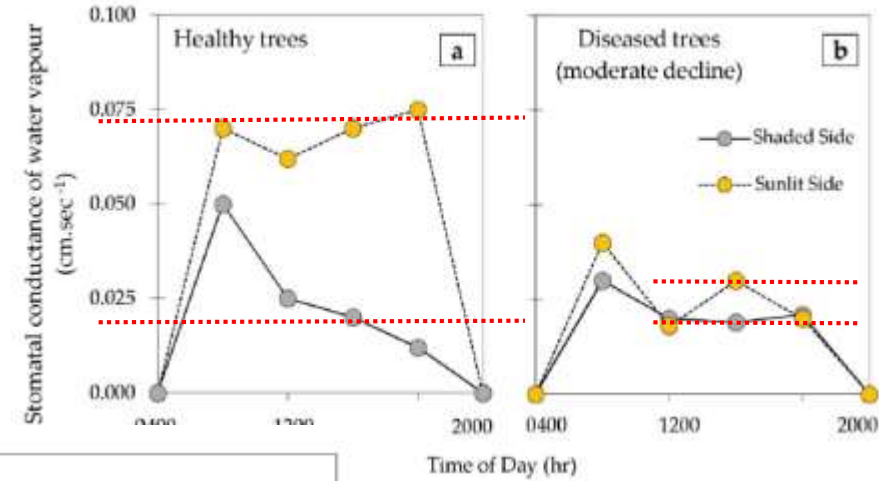 Stomatal conductance of water vapour
(cm.sec⁻¹)
0.100
0.075
0.050
0.025
0.000
Healthy trees
a
Diseased trees
(moderate decline)
b
Shaded Side
Sunlit Side
0400
1200
2000
0400
1200
2000
Time of Day (hr)